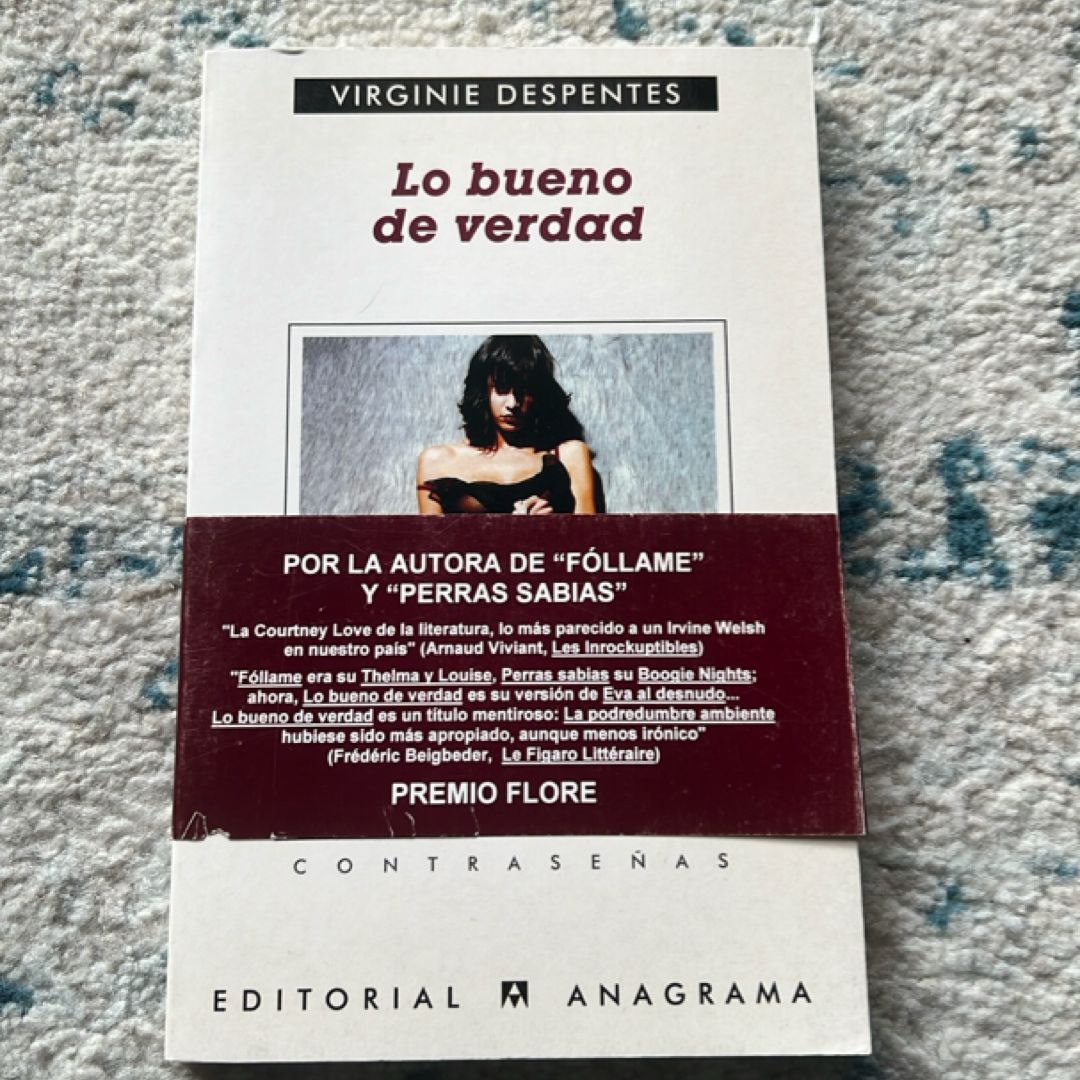 VIRGINIE DESPENTES
Lo bueno
de verdad
POR LA AUTORA DE “FÓLLAME”
Y “PERRAS SABIAS”
"La Courtney Love de la literatura, lo más parecido a un Irvine Welsh
en nuestro país" (Arnaud Viviant, Les Inrockuptibles)
"Fóllame era su Thelma y Louise, Perras sabias su Boogie Nights;
ahora, Lo bueno de verdad es su versión de Eva al desnudo...
Lo bueno de verdad es un título mentiroso: La podredumbre ambiente
hubiese sido más apropiado, aunque menos irónico"
(Frédéric Beigbeder, Le Figaro Littéraire)
PREMIO FLORE
CONTRASEÑAS
EDITORIAL ANAGRAMA